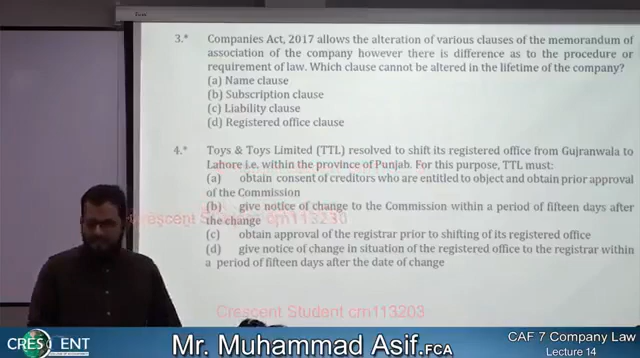 3.* Companies Act, 2017 allows the alteration of various clauses of the memorandum of
association of the company however there is difference as to the procedure or
requirement of law. Which clause cannot be altered in the lifetime of the company?
(a) Name clause
(b) Subscription clause
(c) Liability clause
(d) Registered office clause
4.* Toys & Toys Limited (TTL) resolved to shift its registered office from Gujranwala to
Lahore i.e. within the province of Punjab. For this purpose, TTL must:
(a) obtain consent of creditors who are entitled to object and obtain prior approval
of the Commission
(b) give notice of change to the Commission within a period of fifteen days after
the change
Crescent Student crn113230
(c) obtain approval of the registrar prior to shifting of its registered office
(d) give notice of change in situation of the registered office to the registrar within
a period of fifteen days after the date of change
Crescent Student crn113203
CRESCENT
Mr. Muhammad Asif.FCA
CAF 7 Company Law
Lecture 14